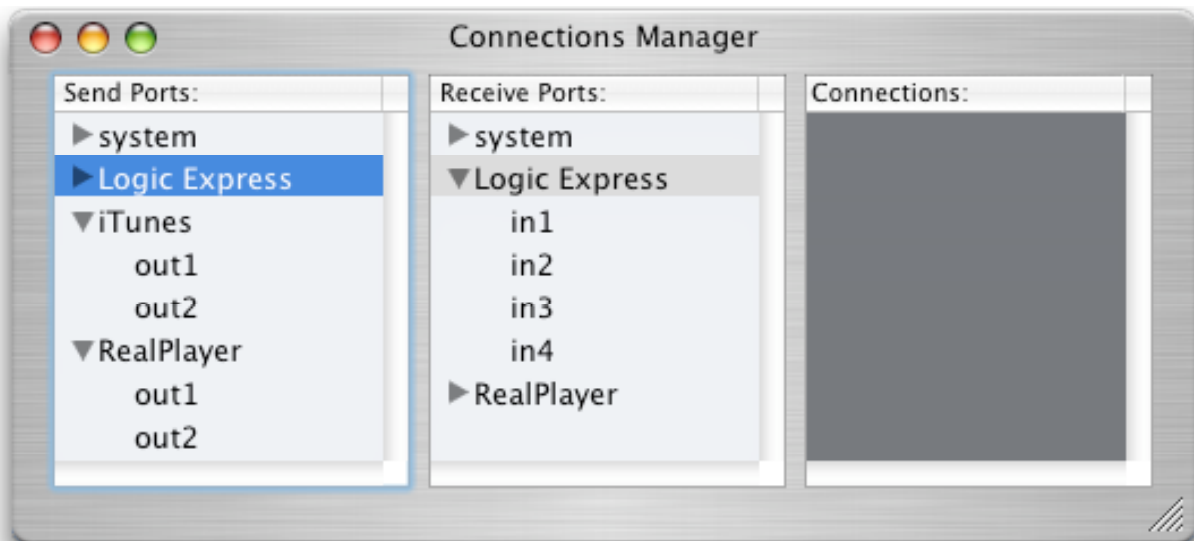 Connections Manager
Send Ports:
system
Logic Express
iTunes
out1
out2
RealPlayer
out1
out2
Receive Ports:
system
Logic Express
in1
in2
in3
in4
RealPlayer
Connections: